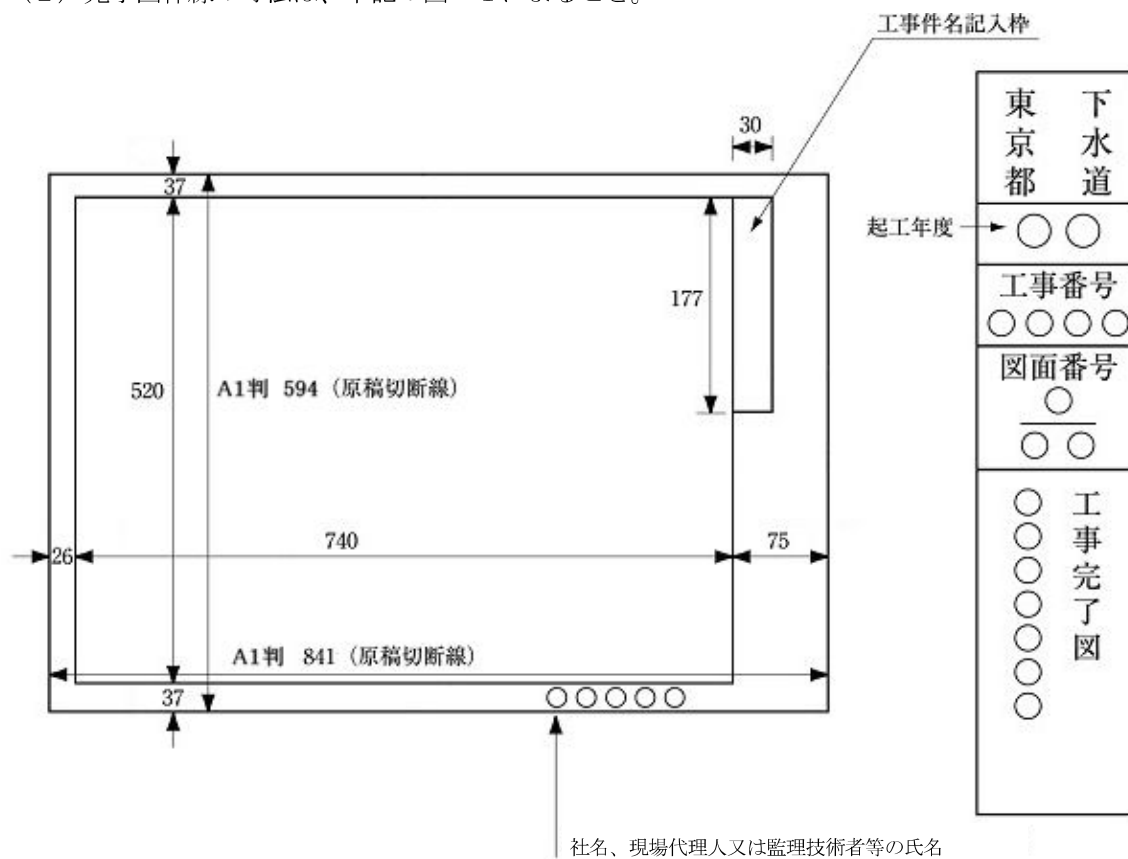 工事件名記入枠
30
37
177
520
A1判 594（原稿切断線）
26
740
75
A1判 841（原稿切断線）
37
○○○○○
社名、現場代理人又は監理技術者等の氏名
東京都
下水道
起工年度
○○
工事番号
○○○○
図面番号
○
○○
○○○○○○○
工事完了図